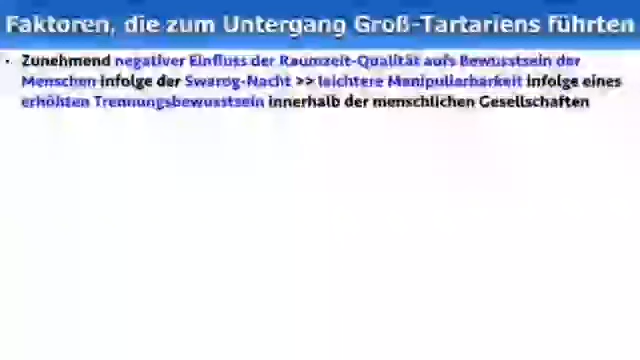 Faktoren, die zum Untergang Groß-Tartariens führten
• Zunehmend negativer Einfluss der Raumzeit-Qualität aufs Bewusstsein der
Menschen infolge der Swarog-Nacht >> leichtere Manipulierbarkeit infolge eines
erhöhten Trennungsbewusstsein innerhalb der menschlichen Gesellschaften